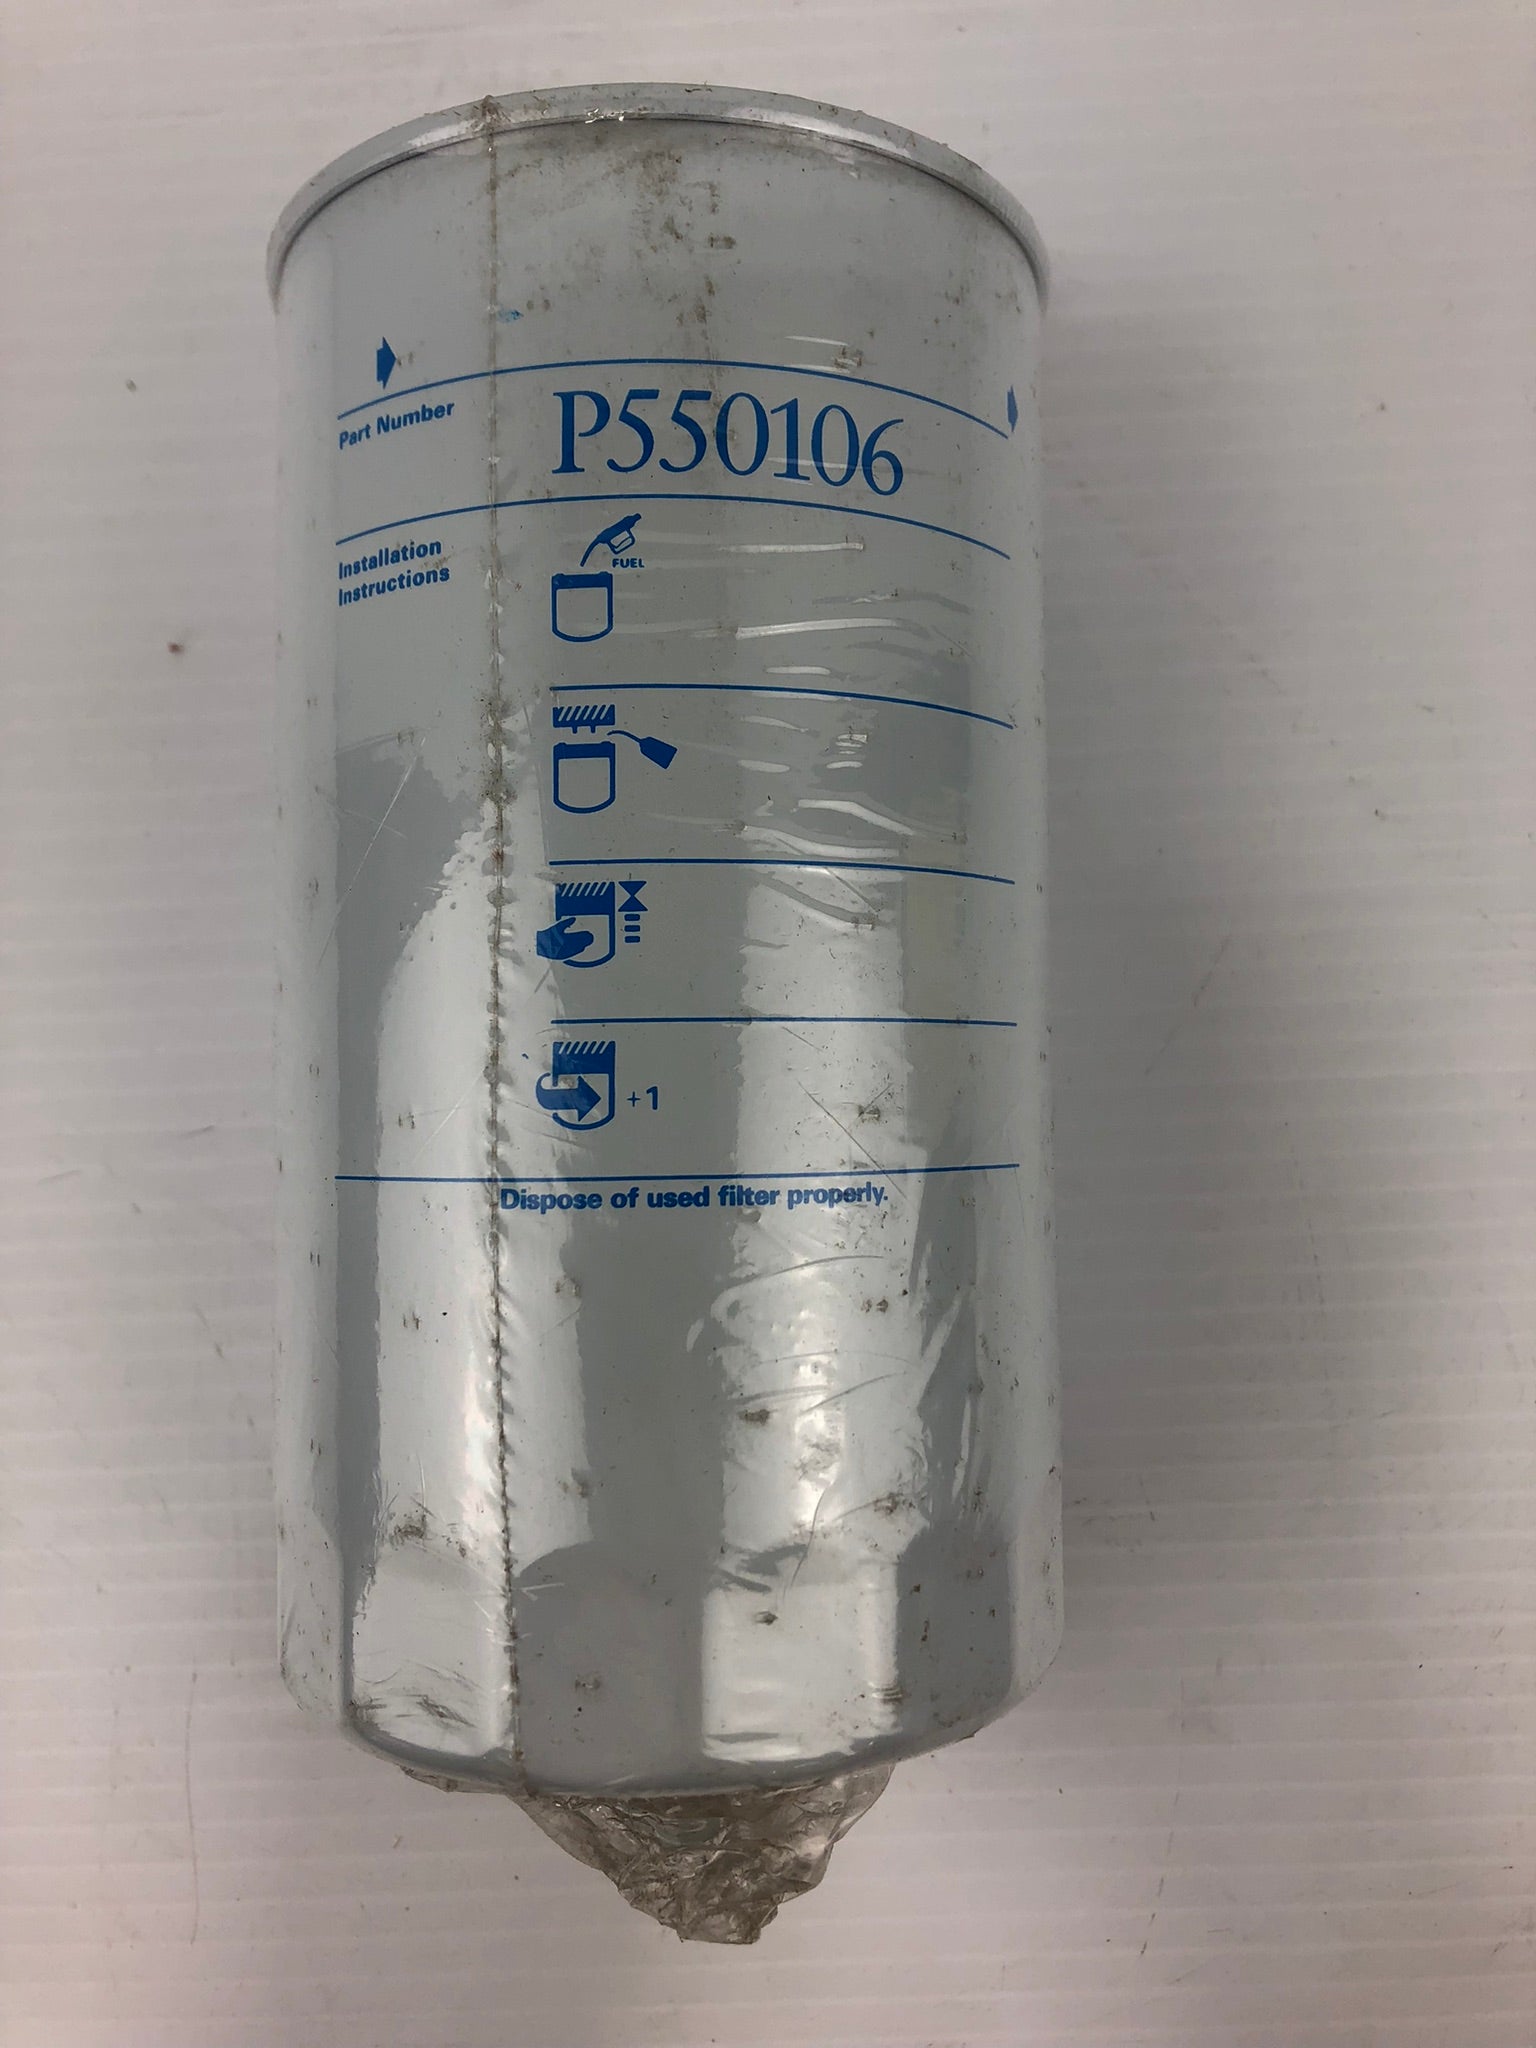 Part Number
P550106
Installation
Instructions
FUEL
+1
Dispose of used filter properly.